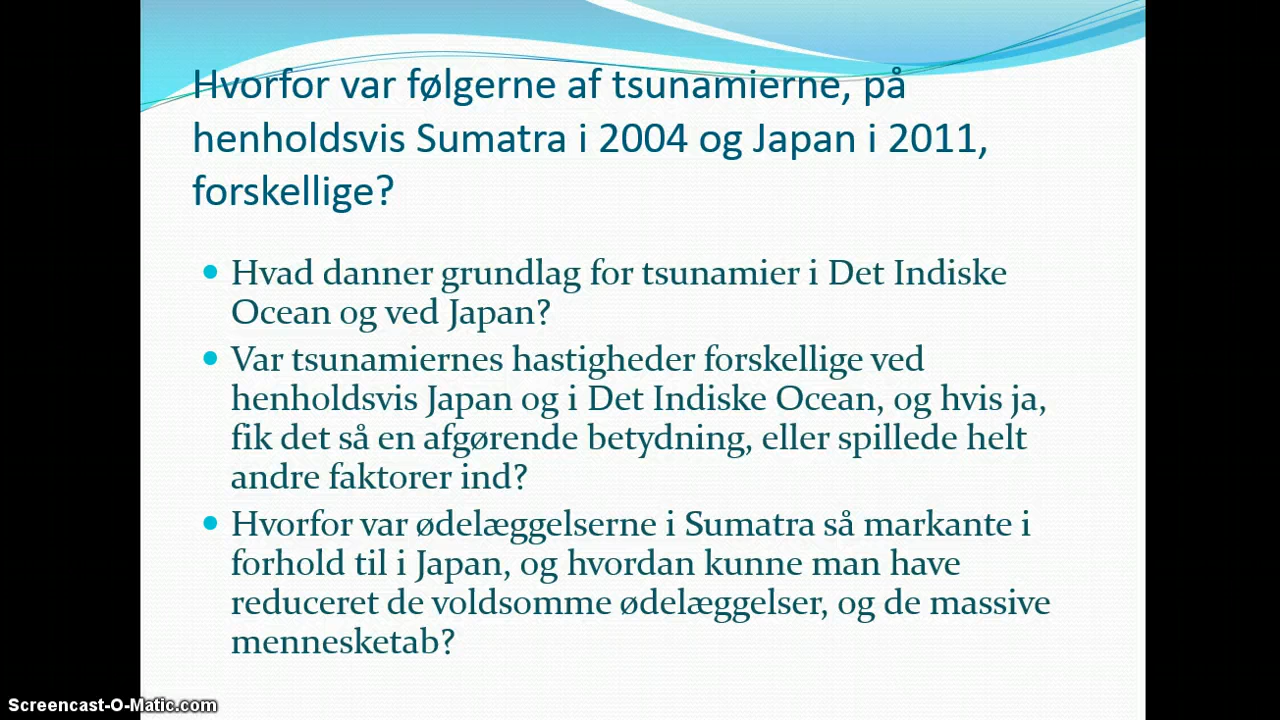 Hvorfor var følgerne af tsunamierne, på
henholdsvis Sumatra i 2004 og Japan i 2011,
forskellige?
• Hvad danner grundlag for tsunamier i Det Indiske
Ocean og ved Japan?
• Var tsunamiernes hastigheder forskellige ved
henholdsvis Japan og i Det Indiske Ocean, og hvis ja,
fik det så en afgørende betydning, eller spillede helt
andre faktorer ind?
• Hvorfor var ødelæggelserne i Sumatra så markante i
forhold til i Japan, og hvordan kunne man have
reduceret de voldsomme ødelæggelser, og de massive
mennesketab?
Screencast-O-Matic.com